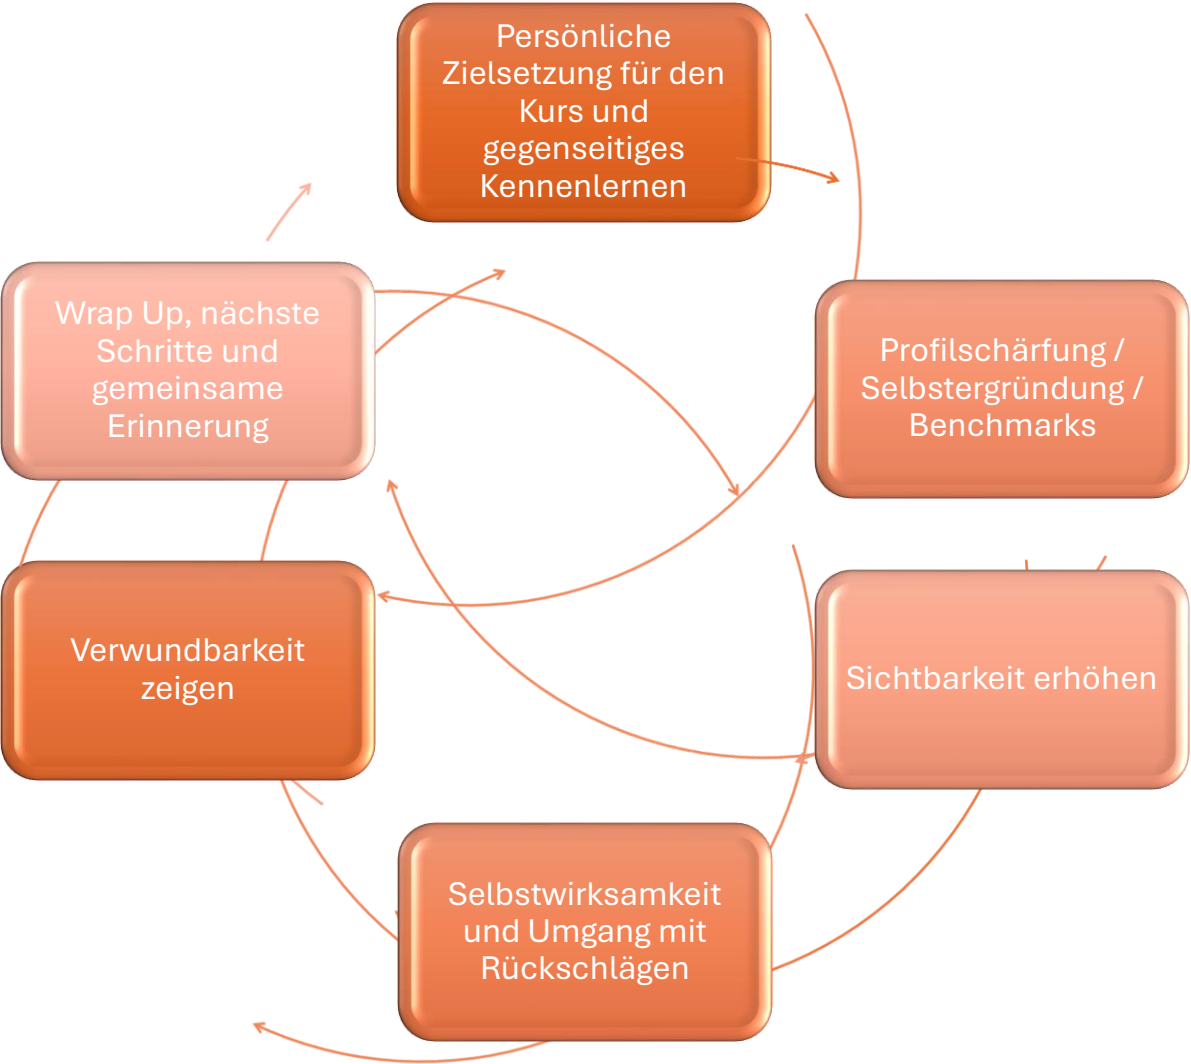 Persönliche
Zielsetzung für den
Kurs und
gegenseitiges
Kennenlernen
Profilschärfung /
Selbstergründung /
Benchmarks
Sichtbarkeit erhöhen
Selbstwirksamkeit
und Umgang mit
Rückschlägen
Verwundbarkeit
zeigen
Wrap Up, nächste
Schritte und
gemeinsame
Erinnerung